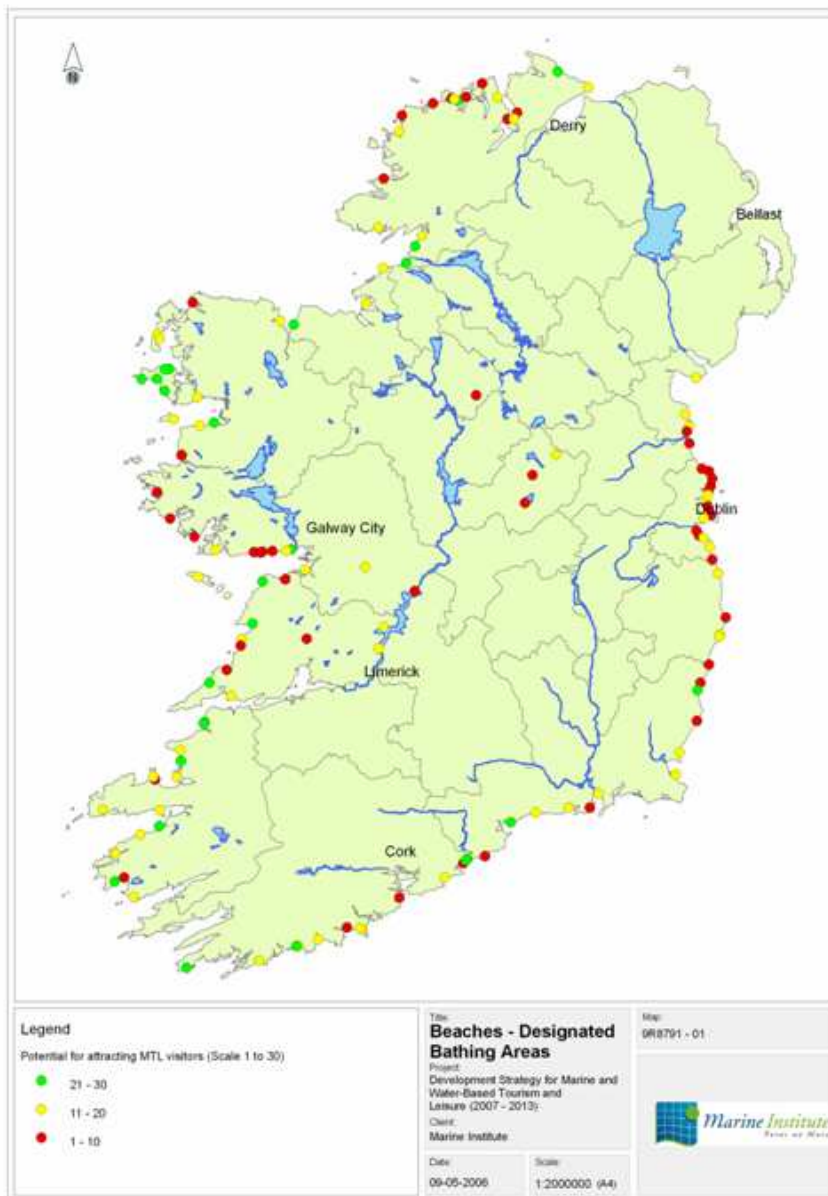 N
Derry
Belfast
Galway City
Dublin
Limerick
Cork
Legend
Potential for attracting MTL visitors (Scale 1 to 30)
21 - 30
11 - 20
1 - 10
Title:
Beaches - Designated
Bathing Areas
Project:
Development Strategy for Marine and
Water-Based Tourism and
Leisure (2007 - 2013)
Client:
Marine Institute
Date:
09-05-2006
Scale:
1:2000000 (A4)
Map:
9R8791 - 01
Marine Institute
Foras na Mara